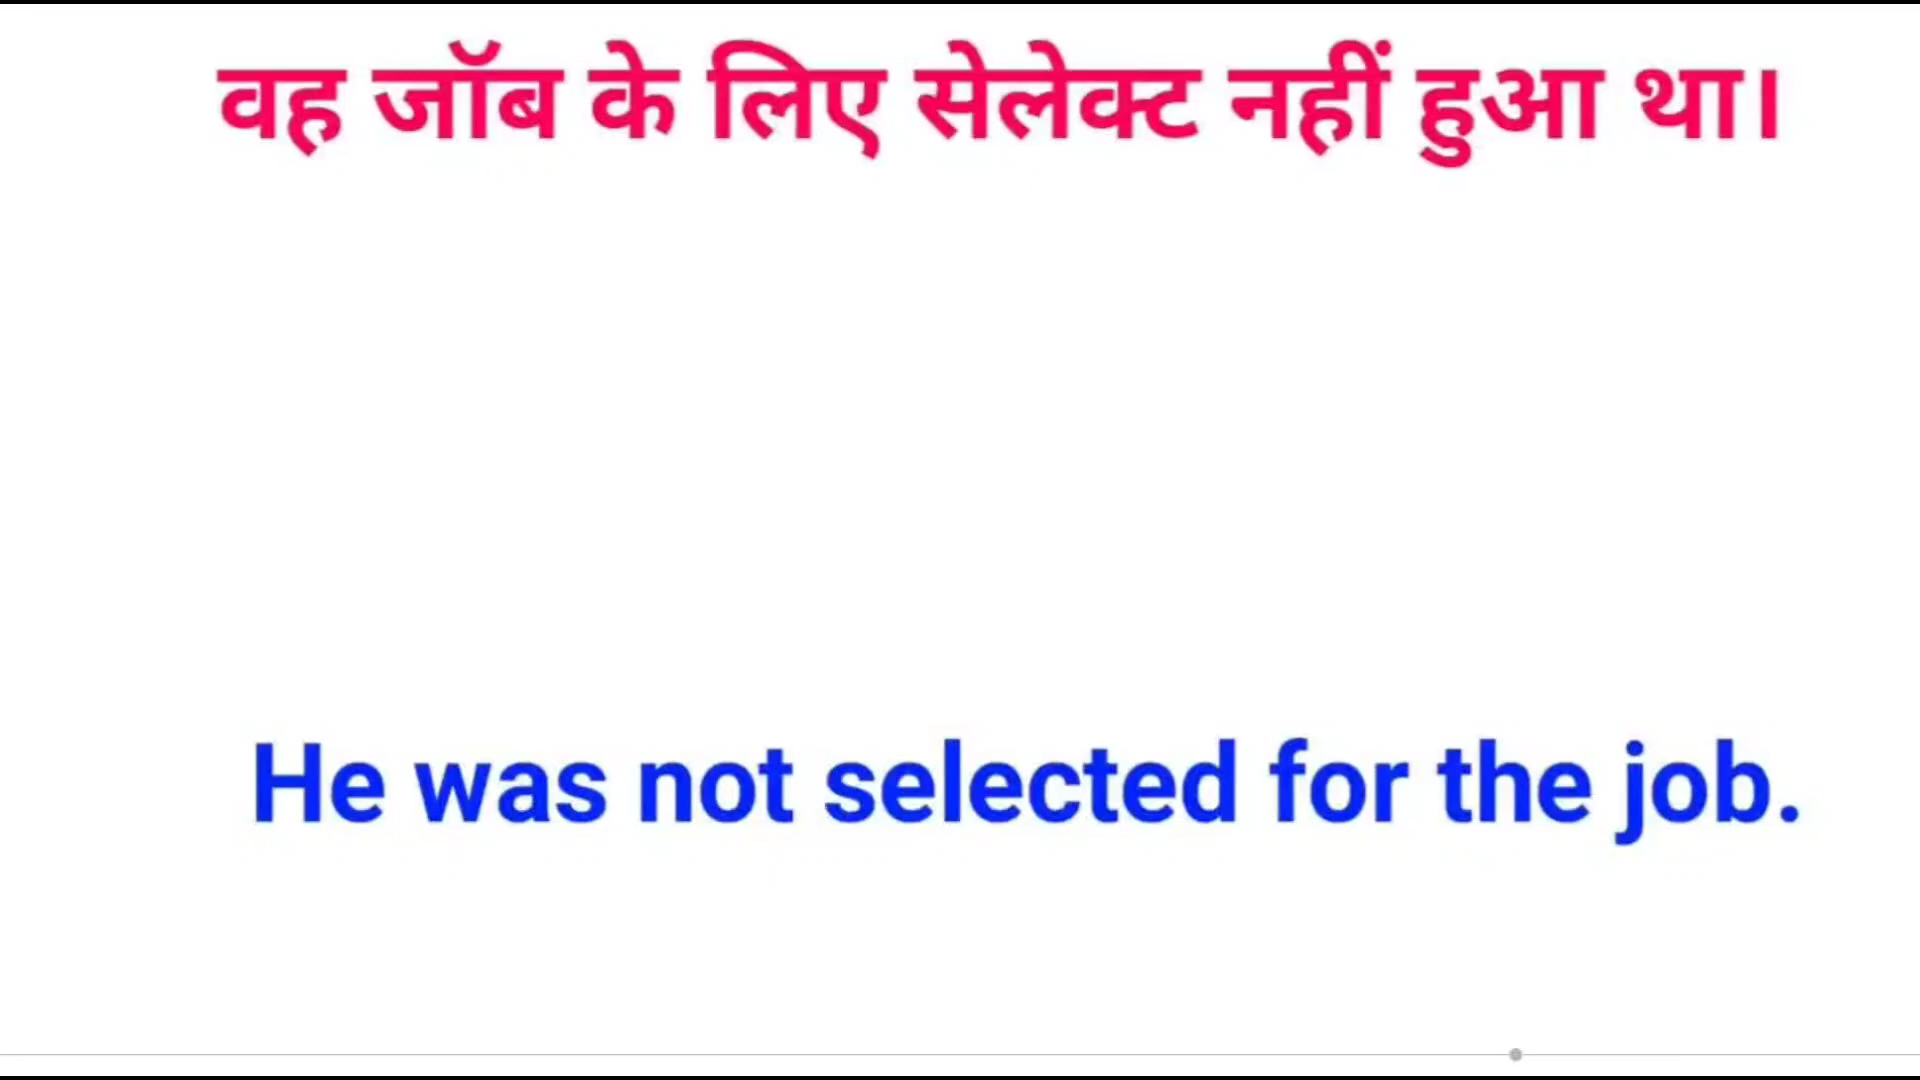 वह जॉब के लिए सेलेक्ट नहीं हुआ था।
He was not selected for the job.